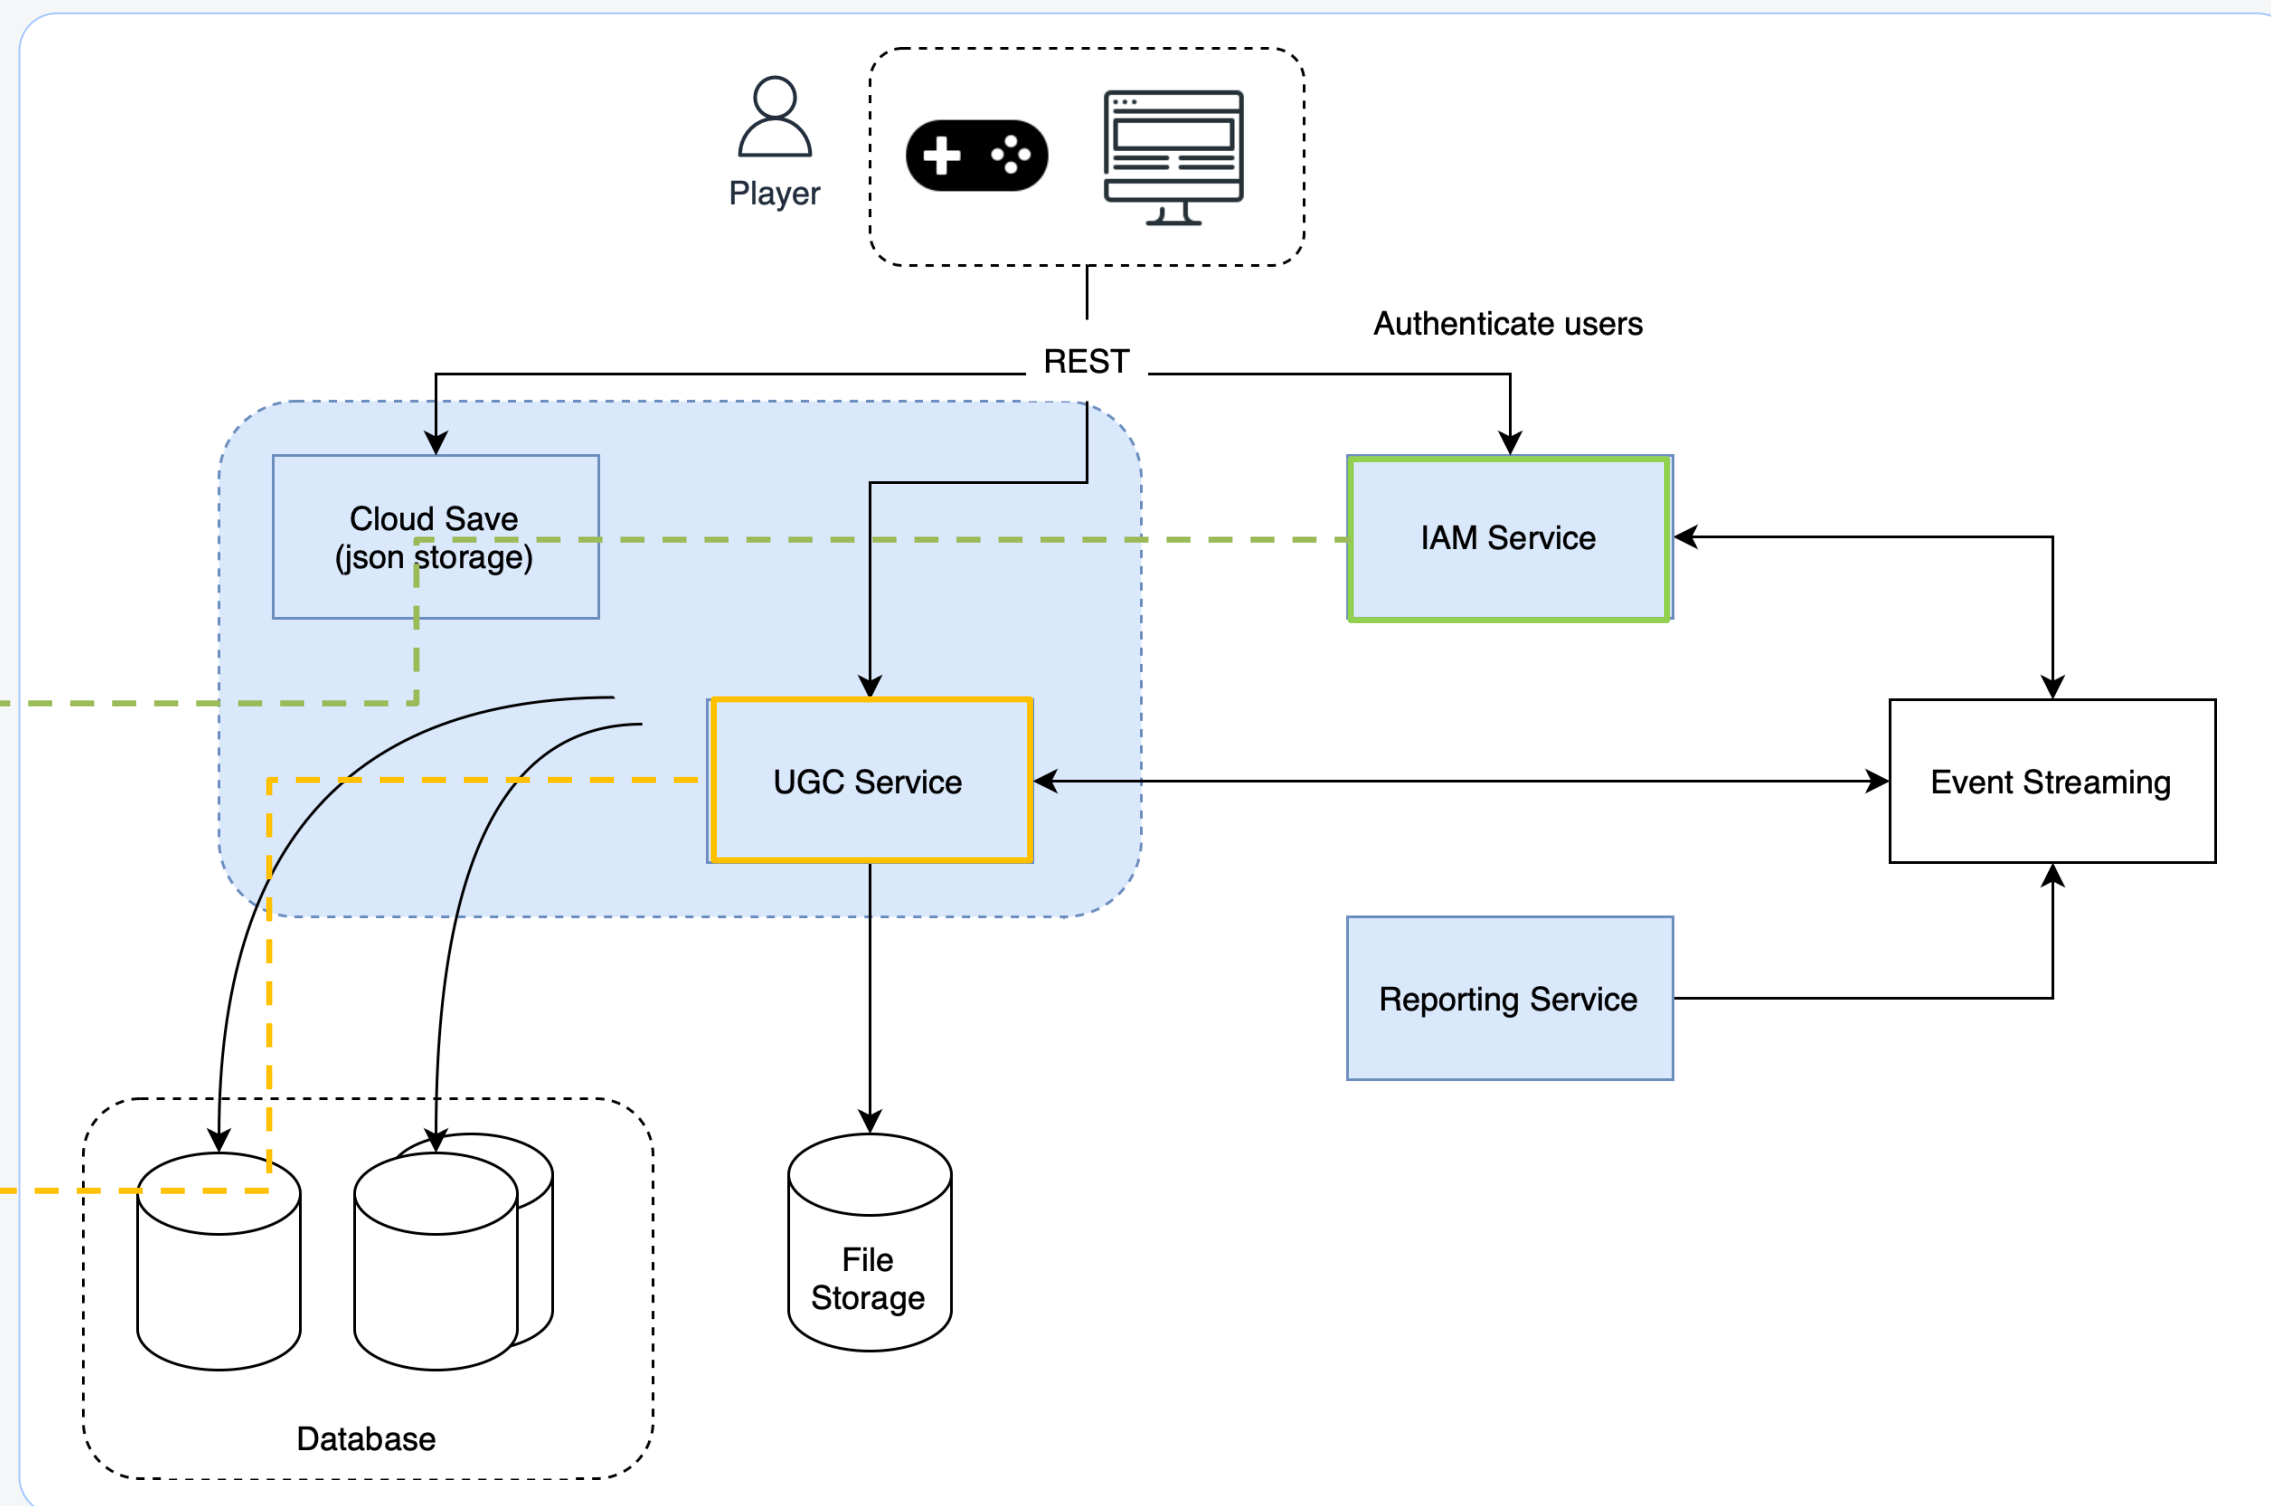 Player
Authenticate users
REST
Cloud Save
(json storage)
IAM Service
UGC Service
Event Streaming
Reporting Service
File
Storage
Database